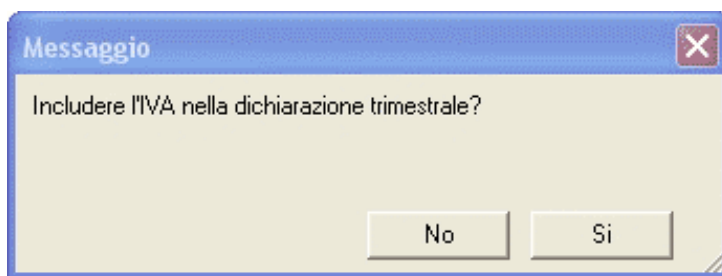 Messaggio
Includere l'IVA nella dichiarazione trimestrale?
No
Si